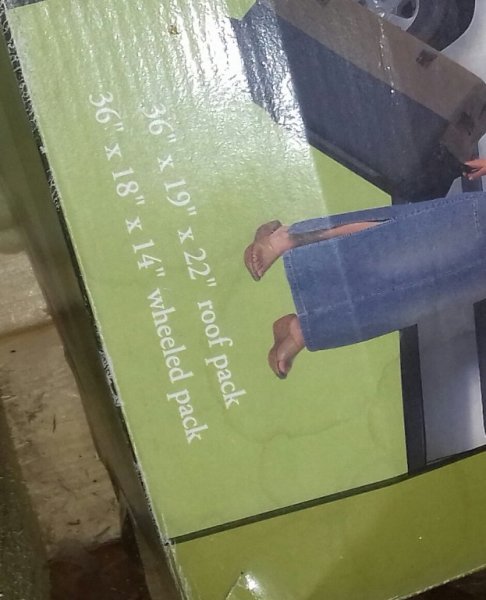 36" x 19" x 22" roof pack
36" x 18" x 14" wheeled pack